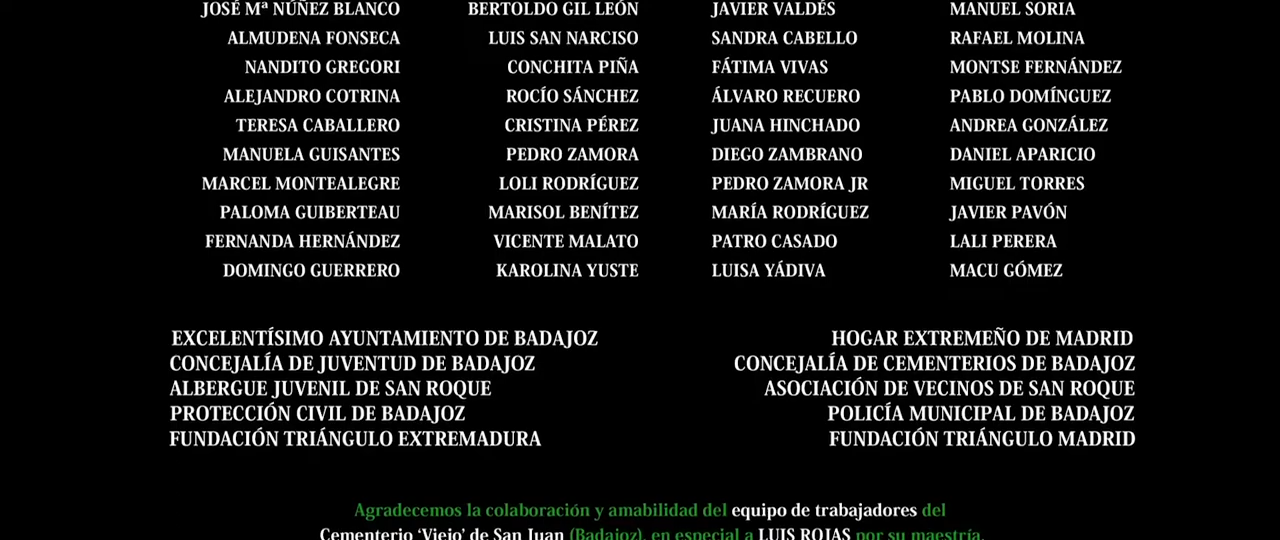 JOSÉ Mª NÚÑEZ BLANCO BERTOLDO GIL LEÓN JAVIER VALDÉS MANUEL SORIA
ALMUDENA FONSECA LUIS SAN NARCISO SANDRA CABELLO RAFAEL MOLINA
NANDITO GREGORI CONCHITA PIÑA FÁTIMA VIVAS MONTSE FERNÁNDEZ
ALEJANDRO COTRINA ROCÍO SÁNCHEZ ÁLVARO RECUERO PABLO DOMÍNGUEZ
TERESA CABALLERO CRISTINA PÉREZ JUANA HINCHADO ANDREA GONZÁLEZ
MANUELA GUISANTES PEDRO ZAMORA DIEGO ZAMBRANO DANIEL APARICIO
MARCEL MONTEALEGRE LOLI RODRÍGUEZ PEDRO ZAMORA JR MIGUEL TORRES
PALOMA GUIBERTEAU MARISOL BENÍTEZ MARÍA RODRÍGUEZ JAVIER PAVÓN
FERNANDA HERNÁNDEZ VICENTE MALATO PATRO CASADO LALI PERERA
DOMINGO GUERRERO KAROLINA YUSTE LUISA YÁDIVA MACU GÓMEZ
EXCELENTÍSIMO AYUNTAMIENTO DE BADAJOZ HOGAR EXTREMEÑO DE MADRID
CONCEJALÍA DE JUVENTUD DE BADAJOZ CONCEJALÍA DE CEMENTERIOS DE BADAJOZ
ALBERGUE JUVENIL DE SAN ROQUE ASOCIACIÓN DE VECINOS DE SAN ROQUE
PROTECCIÓN CIVIL DE BADAJOZ POLICÍA MUNICIPAL DE BADAJOZ
FUNDACIÓN TRIÁNGULO EXTREMADURA FUNDACIÓN TRIÁNGULO MADRID
Agradecemos la colaboración y amabilidad del equipo de trabajadores del
Cementerio ‘Viejo’ de San Juan (Badajoz), en especial a LUIS ROJAS por su maestría.